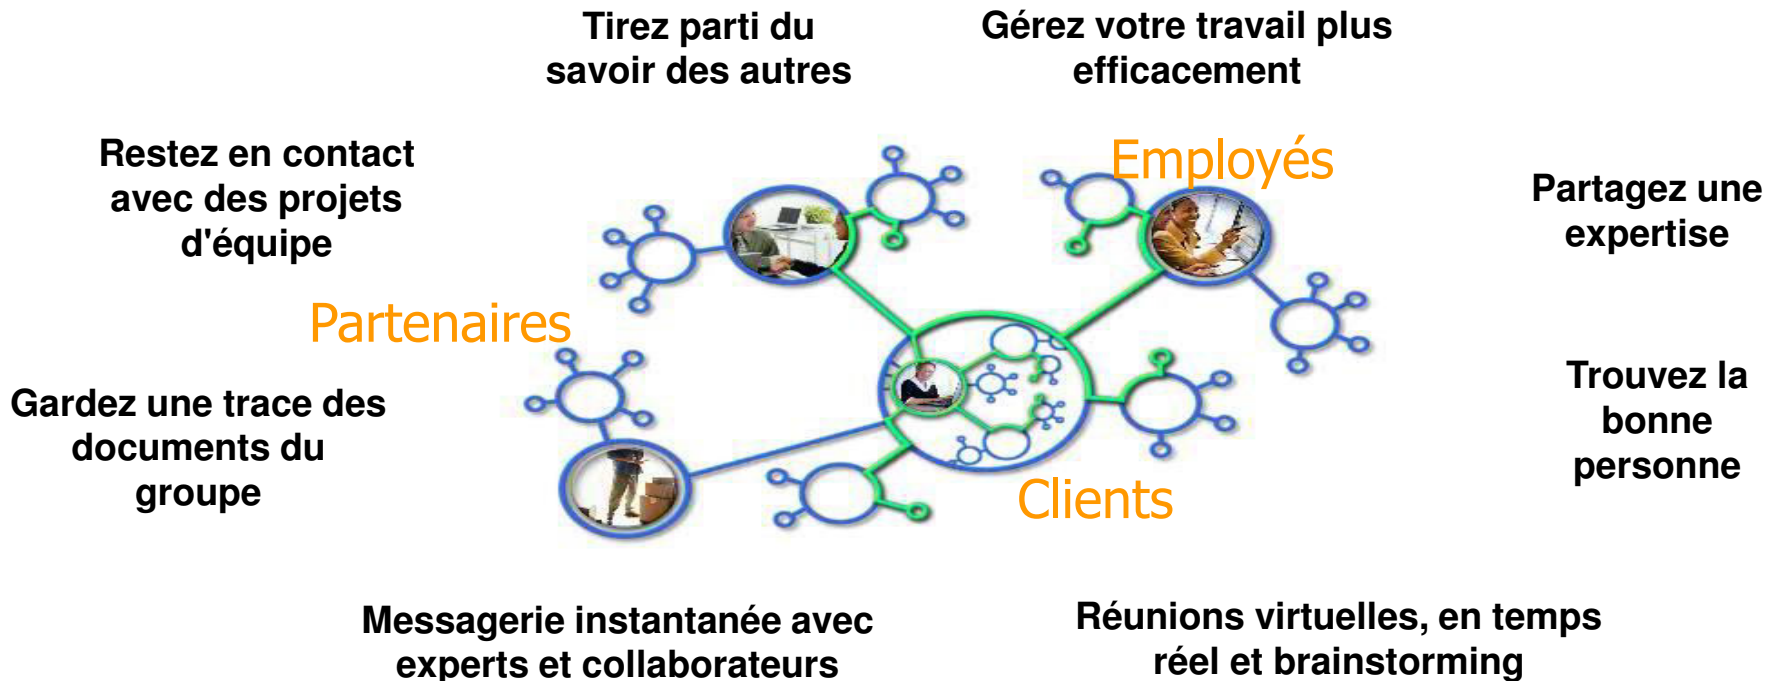 Tirez parti du
savoir des autres
Gérez votre travail plus
efficacement
Restez en contact
avec des projets
d'équipe
Employés
Partagez une
expertise
Partenaires
Gardez une trace des
documents du
groupe
Trouvez la
bonne
personne
Clients
Messagerie instantanée avec
experts et collaborateurs
Réunions virtuelles, en temps
réel et brainstorming